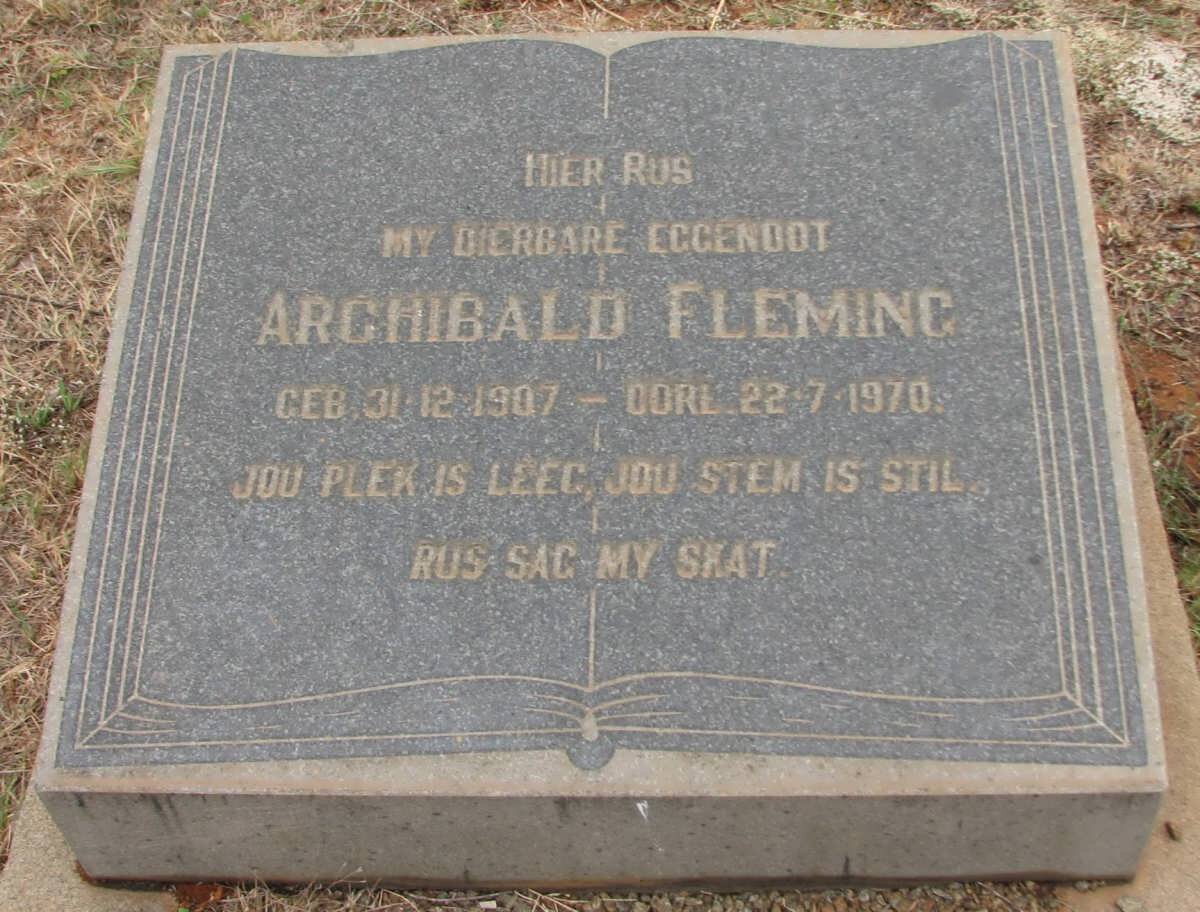 HIER RUS
MY DIERBARE EGGENOOT
ARCHIBALD FLEMING
GEB. 31·12·1907 – OORL. 22·7·1970.
JOU PLEK IS LEEG, JOU STEM IS STIL.
RUS SAG MY SKAT.